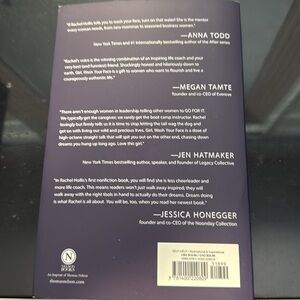 "If Rachel Hollis tells you to wash your face, turn on that water! She is the mentor
every woman needs, from new mommas to seasoned business women."
—ANNA TODD
New York Times and #1 internationally bestselling author of the After series
"Rachel's voice is the winning combination of an inspiring life coach and your
very best (and funniest) friend. Shockingly honest and hilariously down to
earth, Girl, Wash Your Face is a gift to women who want to flourish and live a
courageously authentic life."
—MEGAN TAMTE
founder and co-CEO of Evereve
"There aren't enough women in leadership telling other women to GO FOR IT.
We typically get the caregiver; we rarely get the boot camp instructor. Rachel
lovingly but firmly tells us it is time to stop letting the tail wag the dog and
get on with living our wild and precious lives. Girl, Wash Your Face is a dose of
high-octane straight talk that will spit you out on the other end, chasing down
dreams you hung up long ago. Love this girl."
—JEN HATMAKER
New York Times bestselling author, speaker, and founder of Legacy Collective
"In Rachel Hollis's first nonfiction book, you will find she is less cheerleader and
more life coach. This means readers won't just walk away inspired; they will
walk away with the right tools in hand to actually do their dreams. Dream doing
is what Rachel is all about. You will be, too, when you read her newest book."
—JESSICA HONEGGER
founder and co-CEO of the Noonday Collection
N
NELSON
BOOKS
An Imprint of Thomas Nelson
thomasnelson.com